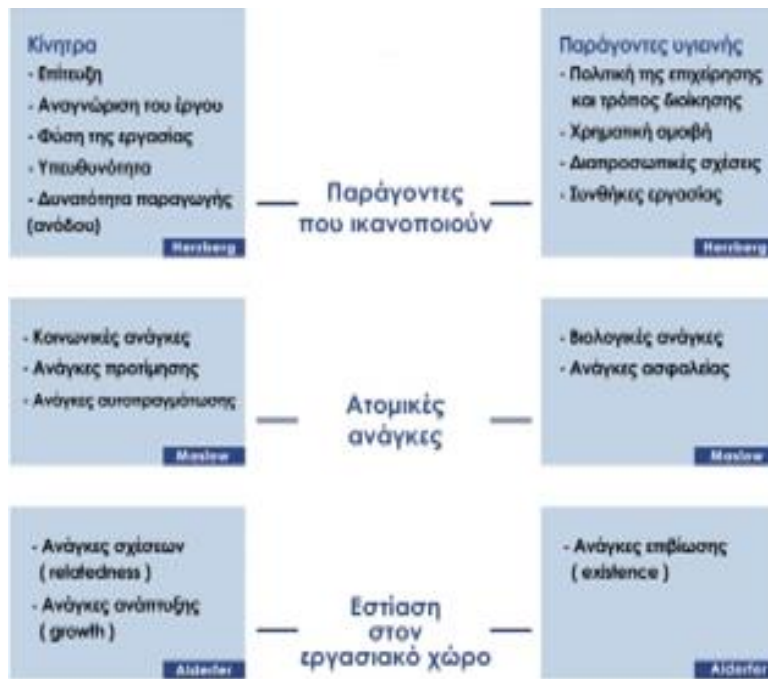 Κίνητρα
- Επίτευξη
- Αναγνώριση του έργου
- Φύση της εργασίας
- Υπευθυνότητα
- Δυνατότητα παραγωγής
(ανόδου)
Herzberg
Παράγοντες
που ικανοποιούν
Παράγοντες υγιεινής
- Πολιτική της επιχείρησης
και τρόπος διοίκησης
- Χρηματική αμοιβή
- Διαπροσωπικές σχέσεις
- Συνθήκες εργασίας
Herzberg
- Κοινωνικές ανάγκες
- Ανάγκες προτίμησης
- Ανάγκες αυτοπραγμάτωσης
Maslow
Ατομικές
ανάγκες
- Βιολογικές ανάγκες
- Ανάγκες ασφαλείας
Maslow
- Ανάγκες σχέσεων
( relatedness )
- Ανάγκες ανάπτυξης
( growth )
Alderfer
Εστίαση
στον
εργασιακό χώρο
- Ανάγκες επιβίωσης
( existence )
Alderfer